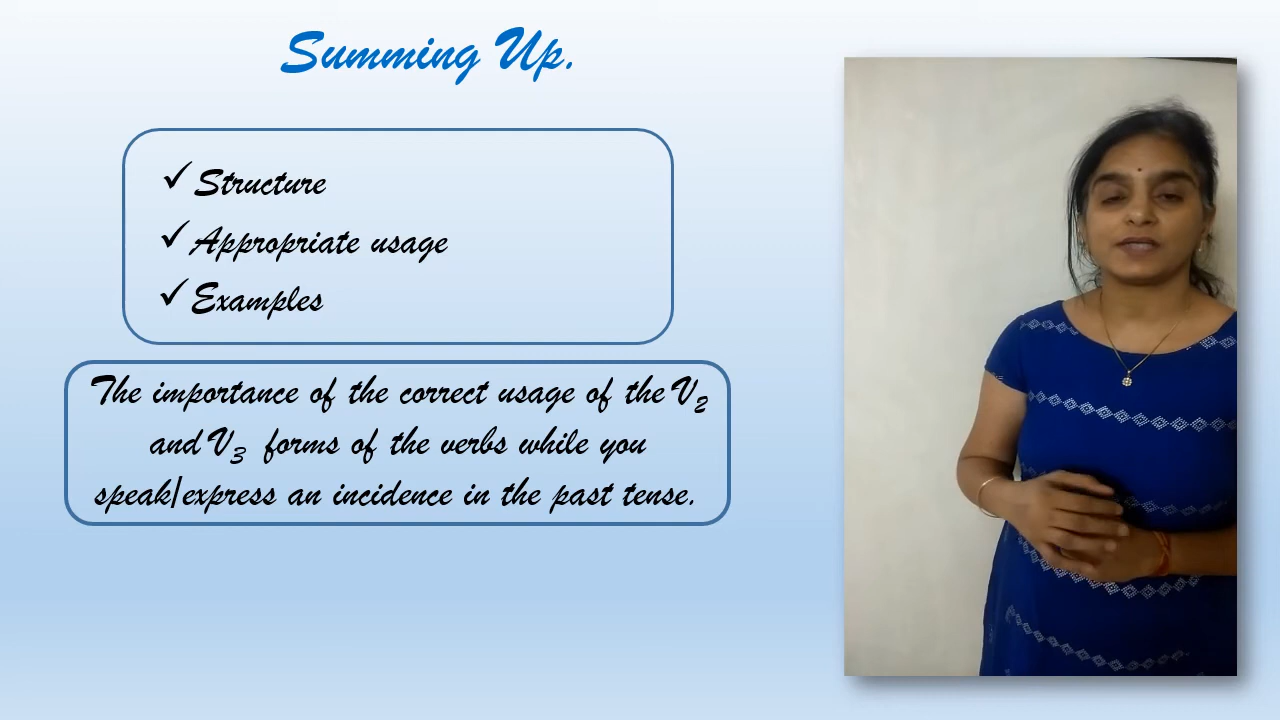 Summing Up.
✓Structure
✓Appropriate usage
✓Examples
The importance of the correct usage of the V₂
and V₃ forms of the verbs while you
speak/express an incidence in the past tense.